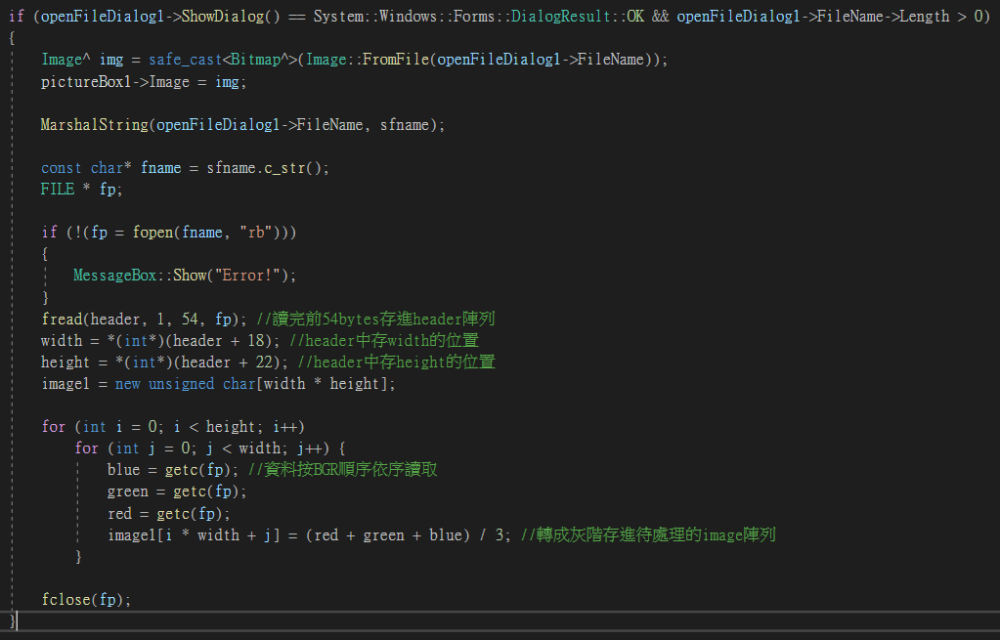 if (openFileDialog1->ShowDialog() == System::Windows::Forms::DialogResult::OK && openFileDialog1->FileName->Length > 0)
{
    Image^ img = safe_cast<Bitmap^>(Image::FromFile(openFileDialog1->FileName));
    pictureBox1->Image = img;

    MarshalString(openFileDialog1->FileName, sfname);

    const char* fname = sfname.c_str();
    FILE * fp;

    if (!(fp = fopen(fname, "rb")))
    {
        MessageBox::Show("Error!");
    }
    fread(header, 1, 54, fp); //讀完前54bytes存進header陣列
    width = *(int*)(header + 18); //header中存width的位置
    height = *(int*)(header + 22); //header中存height的位置
    image1 = new unsigned char[width * height];

    for (int i = 0; i < height; i++)
        for (int j = 0; j < width; j++) {
            blue = getc(fp); //資料按BGR順序依序讀取
            green = getc(fp);
            red = getc(fp);
            image1[i * width + j] = (red + green + blue) / 3; //轉成灰階存進待處理的image陣列
        }

    fclose(fp);
}